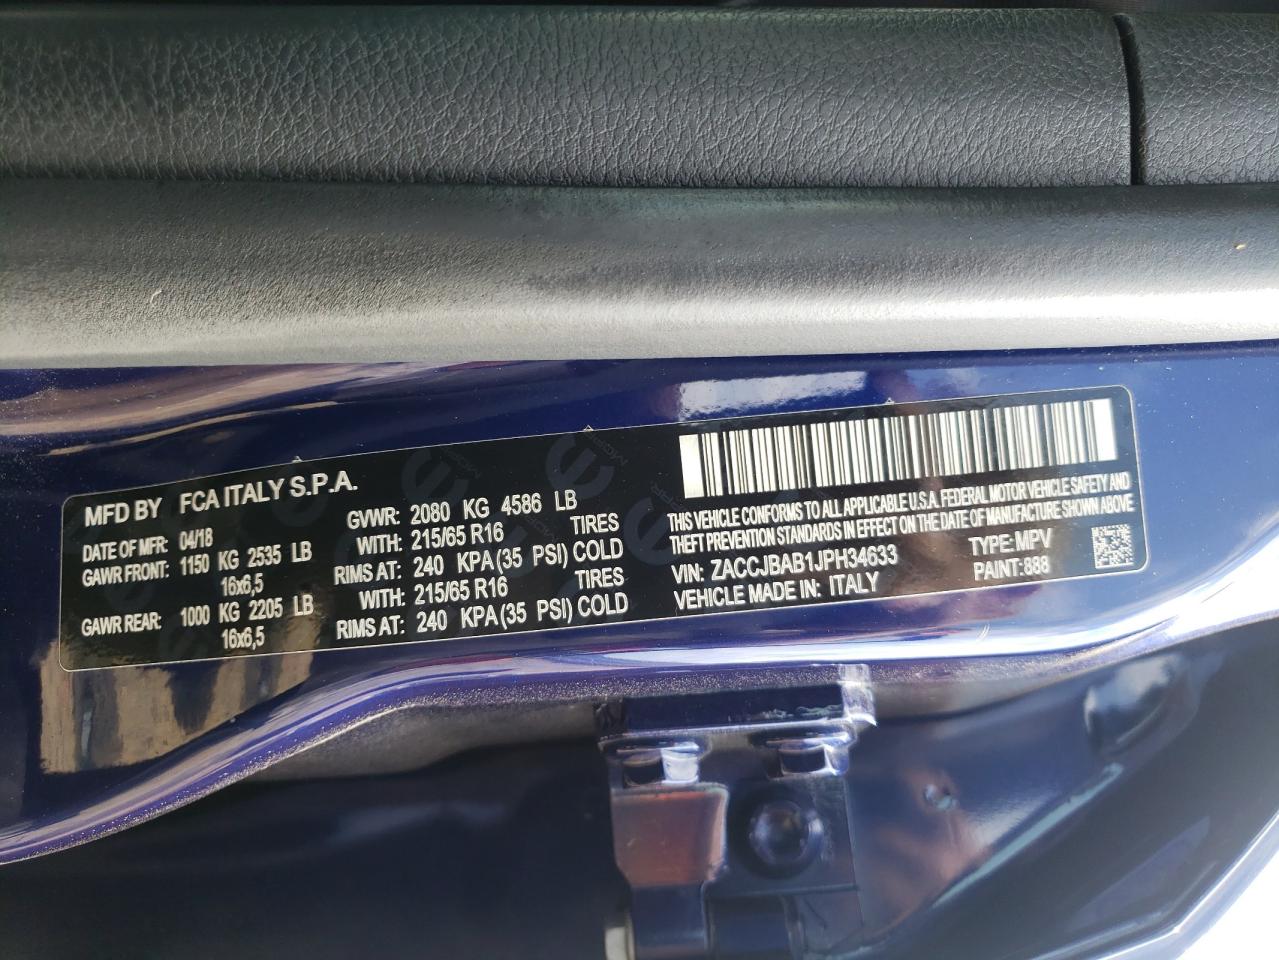 MFD BY FCA ITALY S.P.A.
DATE OF MFR: 04/18 GVWR: 2080 KG 4586 LB
GAWR FRONT: 1150 KG 2535 LB WITH: 215/65 R16 TIRES
16x6,5 RIMS AT: 240 KPA(35 PSI) COLD
GAWR REAR: 1000 KG 2205 LB WITH: 215/65 R16 TIRES
16x6,5 RIMS AT: 240 KPA(35 PSI) COLD
THIS VEHICLE CONFORMS TO ALL APPLICABLE U.S.A. FEDERAL MOTOR VEHICLE SAFETY AND
THEFT PREVENTION STANDARDS IN EFFECT ON THE DATE OF MANUFACTURE SHOWN ABOVE
VIN: ZACCJBAB1JPH34633 TYPE: MPV
VEHICLE MADE IN: ITALY PAINT: 888